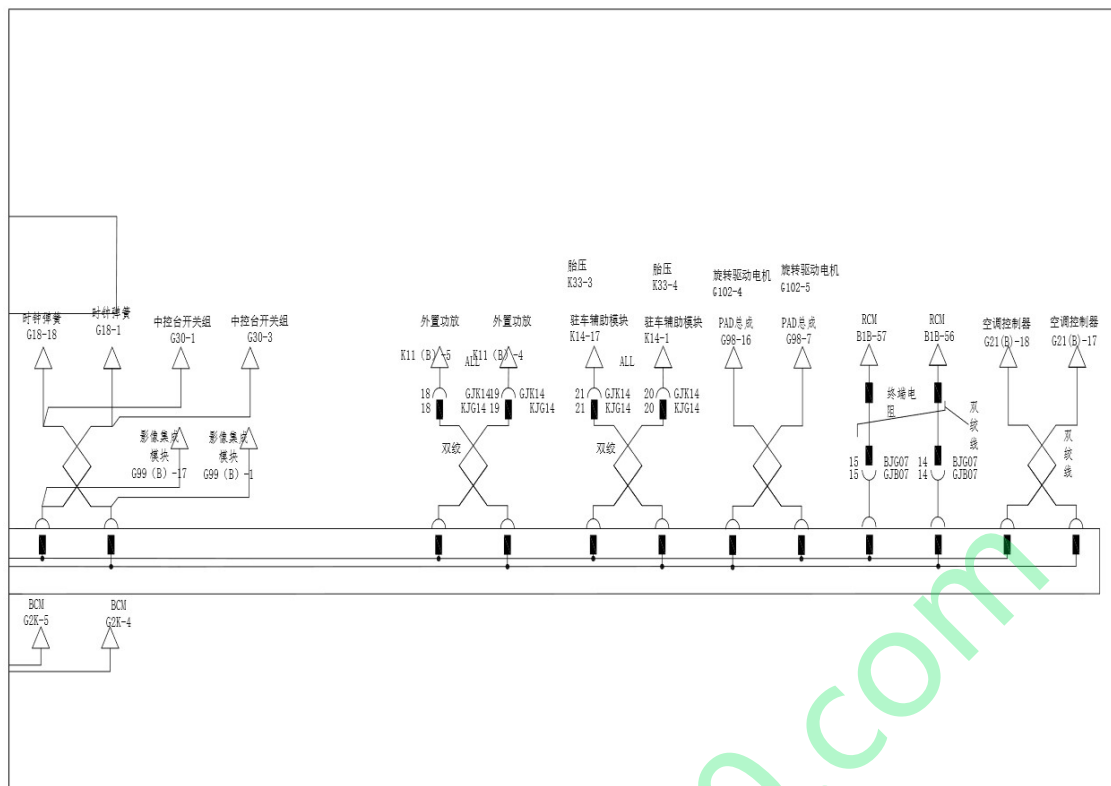 时钟弹簧
G18-18
时钟弹簧
G18-1
中控台开关组
G30-1
中控台开关组
G30-3
影像集成
模块
G99(B)-17
影像集成
模块
G99(B)-1
外置功放
K11(B)-5
外置功放
K11(B)-4
ALL
18
18
GJK14
KJG14
19
19
GJK14
KJG14
双绞
胎压
K33-3
胎压
K33-4
驻车辅助模块
K14-17
驻车辅助模块
K14-1
ALL
21
21
GJK14
KJG14
20
20
GJK14
KJG14
双绞
旋转驱动电机
G102-4
旋转驱动电机
G102-5
PAD总成
G98-16
PAD总成
G98-7
RCM
B1B-57
RCM
B1B-56
终端电
阻
双
绞
线
15
15
BJG07
GJB07
14
14
BJG07
GJB07
空调控制器
G21(B)-18
空调控制器
G21(B)-17
双
绞
线
BCM
G2K-5
BCM
G2K-4
com